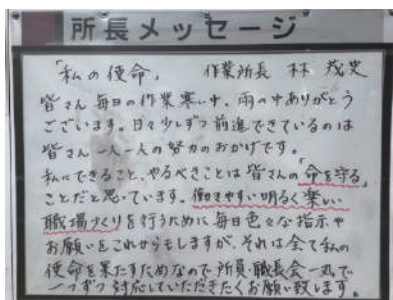 所長メッセージ
「私の使命」 作業所長 林 茂史
皆さん毎日の作業寒い中、雨の中ありがとう
ございます。日々少しずつ前進できているのは
皆さん一人一人の努力のおかげです。
私にできること、やるべきことは皆さんの「命を守る」
ことだと思っています。働きやすい明るく楽しい
職場づくりを行うために毎日色々な指示や
お願いをこれからもしますが、それは全て私の
使命を果たすためなので所員・職長会一丸で
一つずつ対応していただきたくお願い致します。